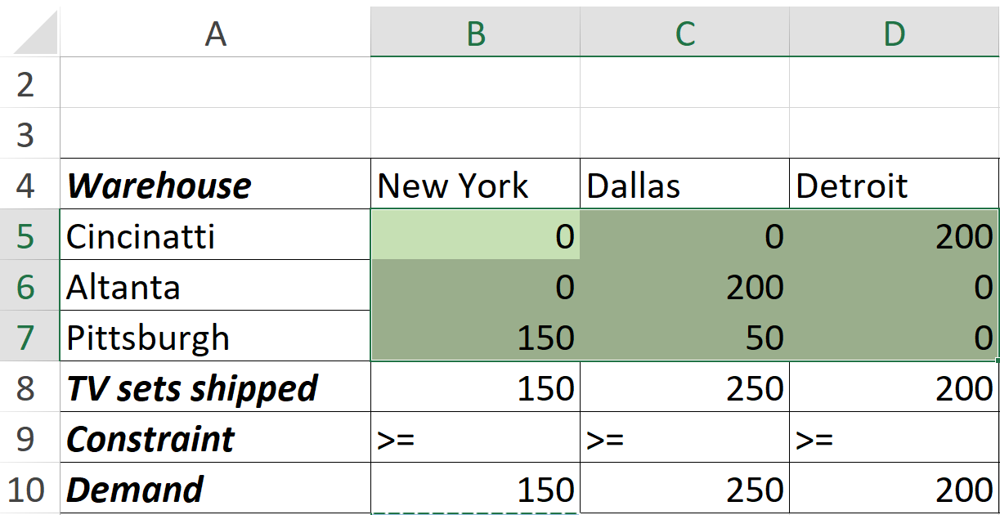 A B C D
2
3
4 Warehouse New York Dallas Detroit
5 Cincinatti 0 0 200
6 Altanta 0 200 0
7 Pittsburgh 150 50 0
8 TV sets shipped 150 250 200
9 Constraint >= >= >=
10 Demand 150 250 200